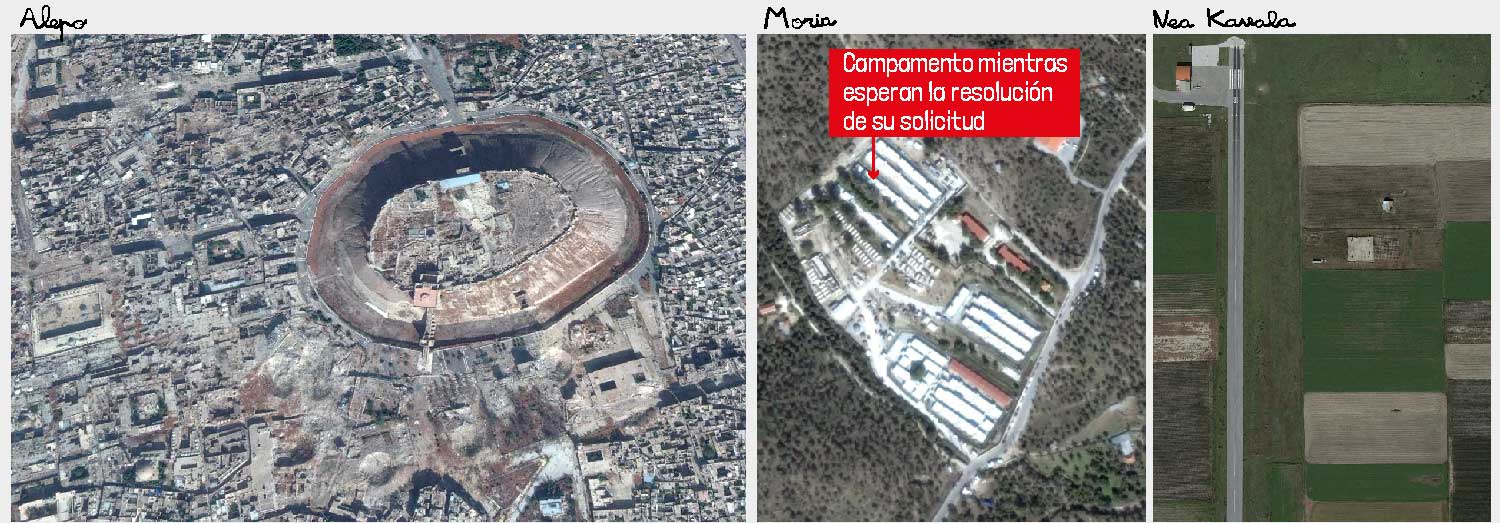 Alepo
Moria
Nea Kavala
Campamento mientras
esperan la resolución
de su solicitud